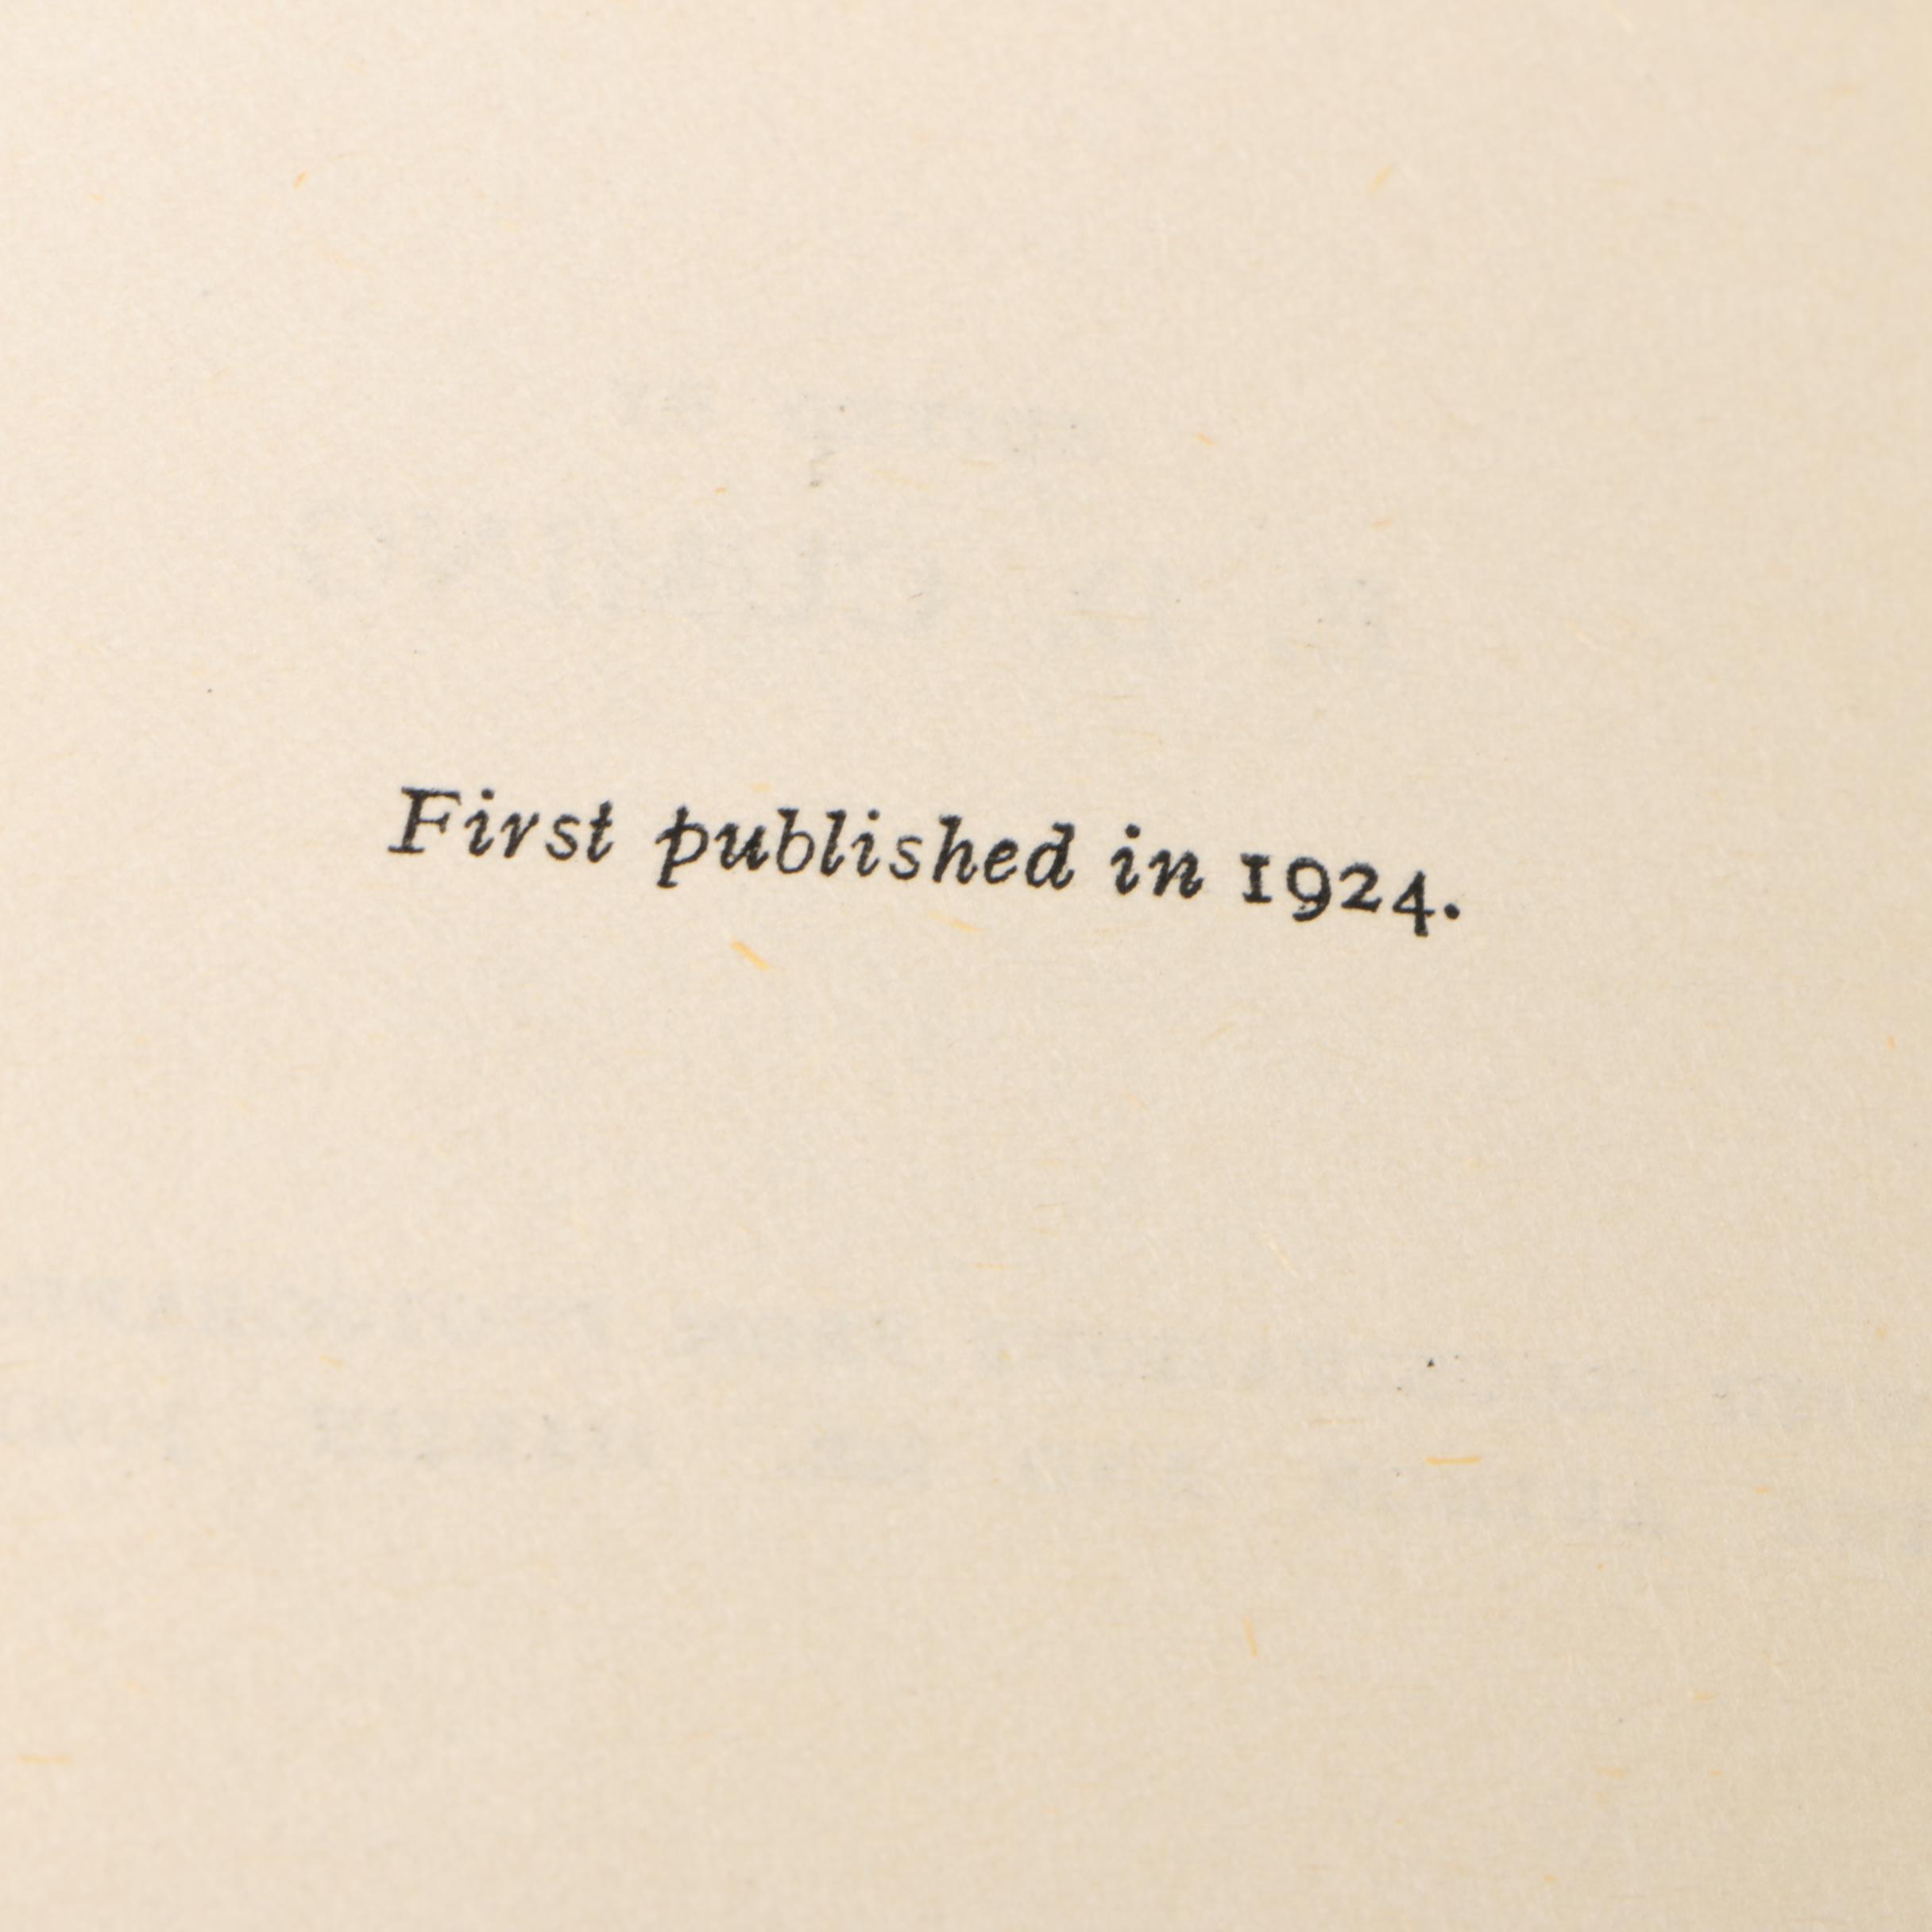 First published in 1924.